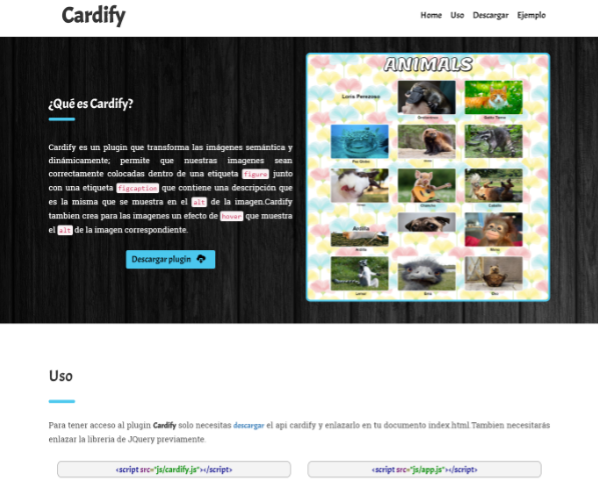 Cardify
Home Uso Descargar Ejemplo
¿Qué es Cardify?
Cardify es un plugin que transforma las imágenes semántica y
dinámicamente; permite que nuestras imagenes sean
correctamente colocadas dentro de una etiqueta figure junto
con una etiqueta figcaption que contiene una descripción que
es la misma que se muestra en el alt de la imagen.Cardify
tambien crea para las imagenes un efecto de hover que muestra
el alt de la imagen correspondiente.
Descargar plugin
ANIMALS
Loris Perezoso
Ardilla
Ardilla
Uso
Para tener acceso al plugin Cardify solo necesitas descargar el api cardify y enlazarlo en tu documento index.html.Tambien necesitarás
enlazar la libreria de JQuery previamente.
<script src="js/cardify.js"></script>
<script src="js/app.js"></script>